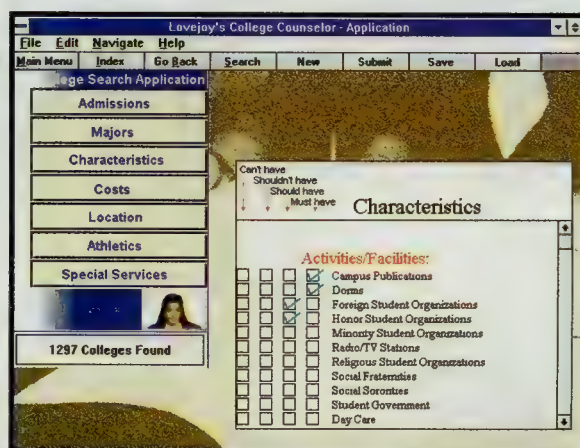 Lovejoy's College Counselor - Application
File Edit Navigate Help
Main Menu Index Go Back Search New Submit Save Load
ege Search Application
Admissions
Majors
Characteristics
Costs
Location
Athletics
Special Services
1297 Colleges Found
Can't have
Shouldn't have
Should have
Must have
Characteristics
Activities/Facilities:
Campus Publications
Dorms
Foreign Student Organizations
Honor Student Organizations
Minority Student Organizations
Radio/TV Stations
Religious Student Organizations
Social Fraternities
Social Sororities
Student Government
Day Care